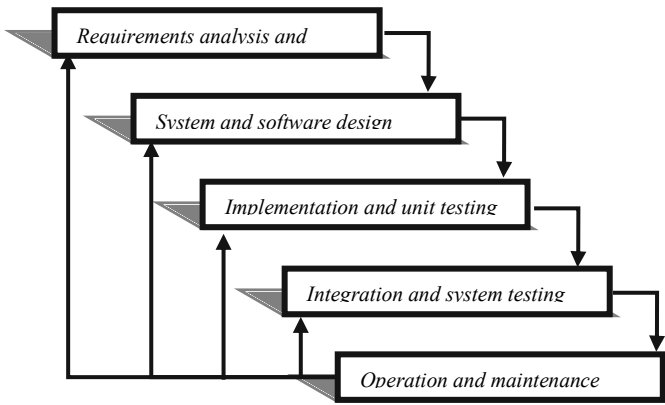 Requirements analysis and
System and software design
Implementation and unit testing
Integration and system testing
Operation and maintenance